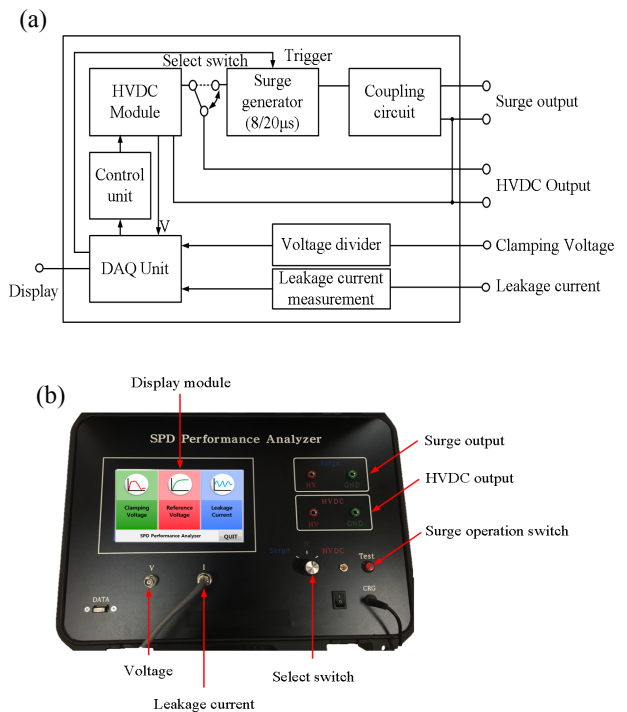 (a)
Select switch
Trigger
HVDC
Module
Surge
generator
(8/20μs)
Coupling
circuit
Surge output
HVDC Output
Control
unit
V
DAQ Unit
Voltage divider
Clamping Voltage
Leakage current
measurement
Leakage current
Display
(b)
Display module
SPD Performance Analyzer
Surge output
HVDC output
Surge operation switch
Surge
HV
GND
HVDC
HV
GND
Clamping
Voltage
Reference
Voltage
Leakage
Current
SPD Performance Analyzer
QUIT
Surge
HVDC
Test
V
I
DATA
CRG
Voltage
Leakage current
Select switch